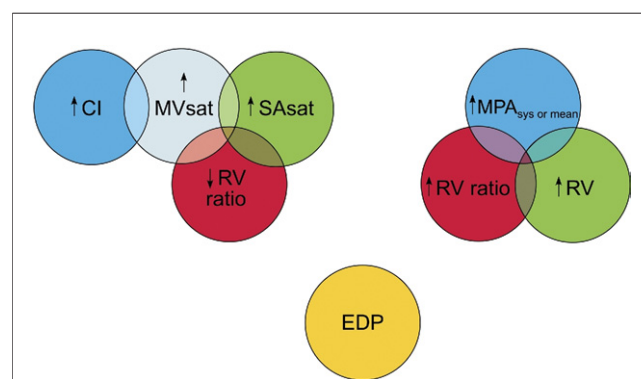 ↑CI
↑
MVsat
↑SAsat
↓RV
ratio
↑MPAsys or mean
↑RV ratio
↑RV
EDP